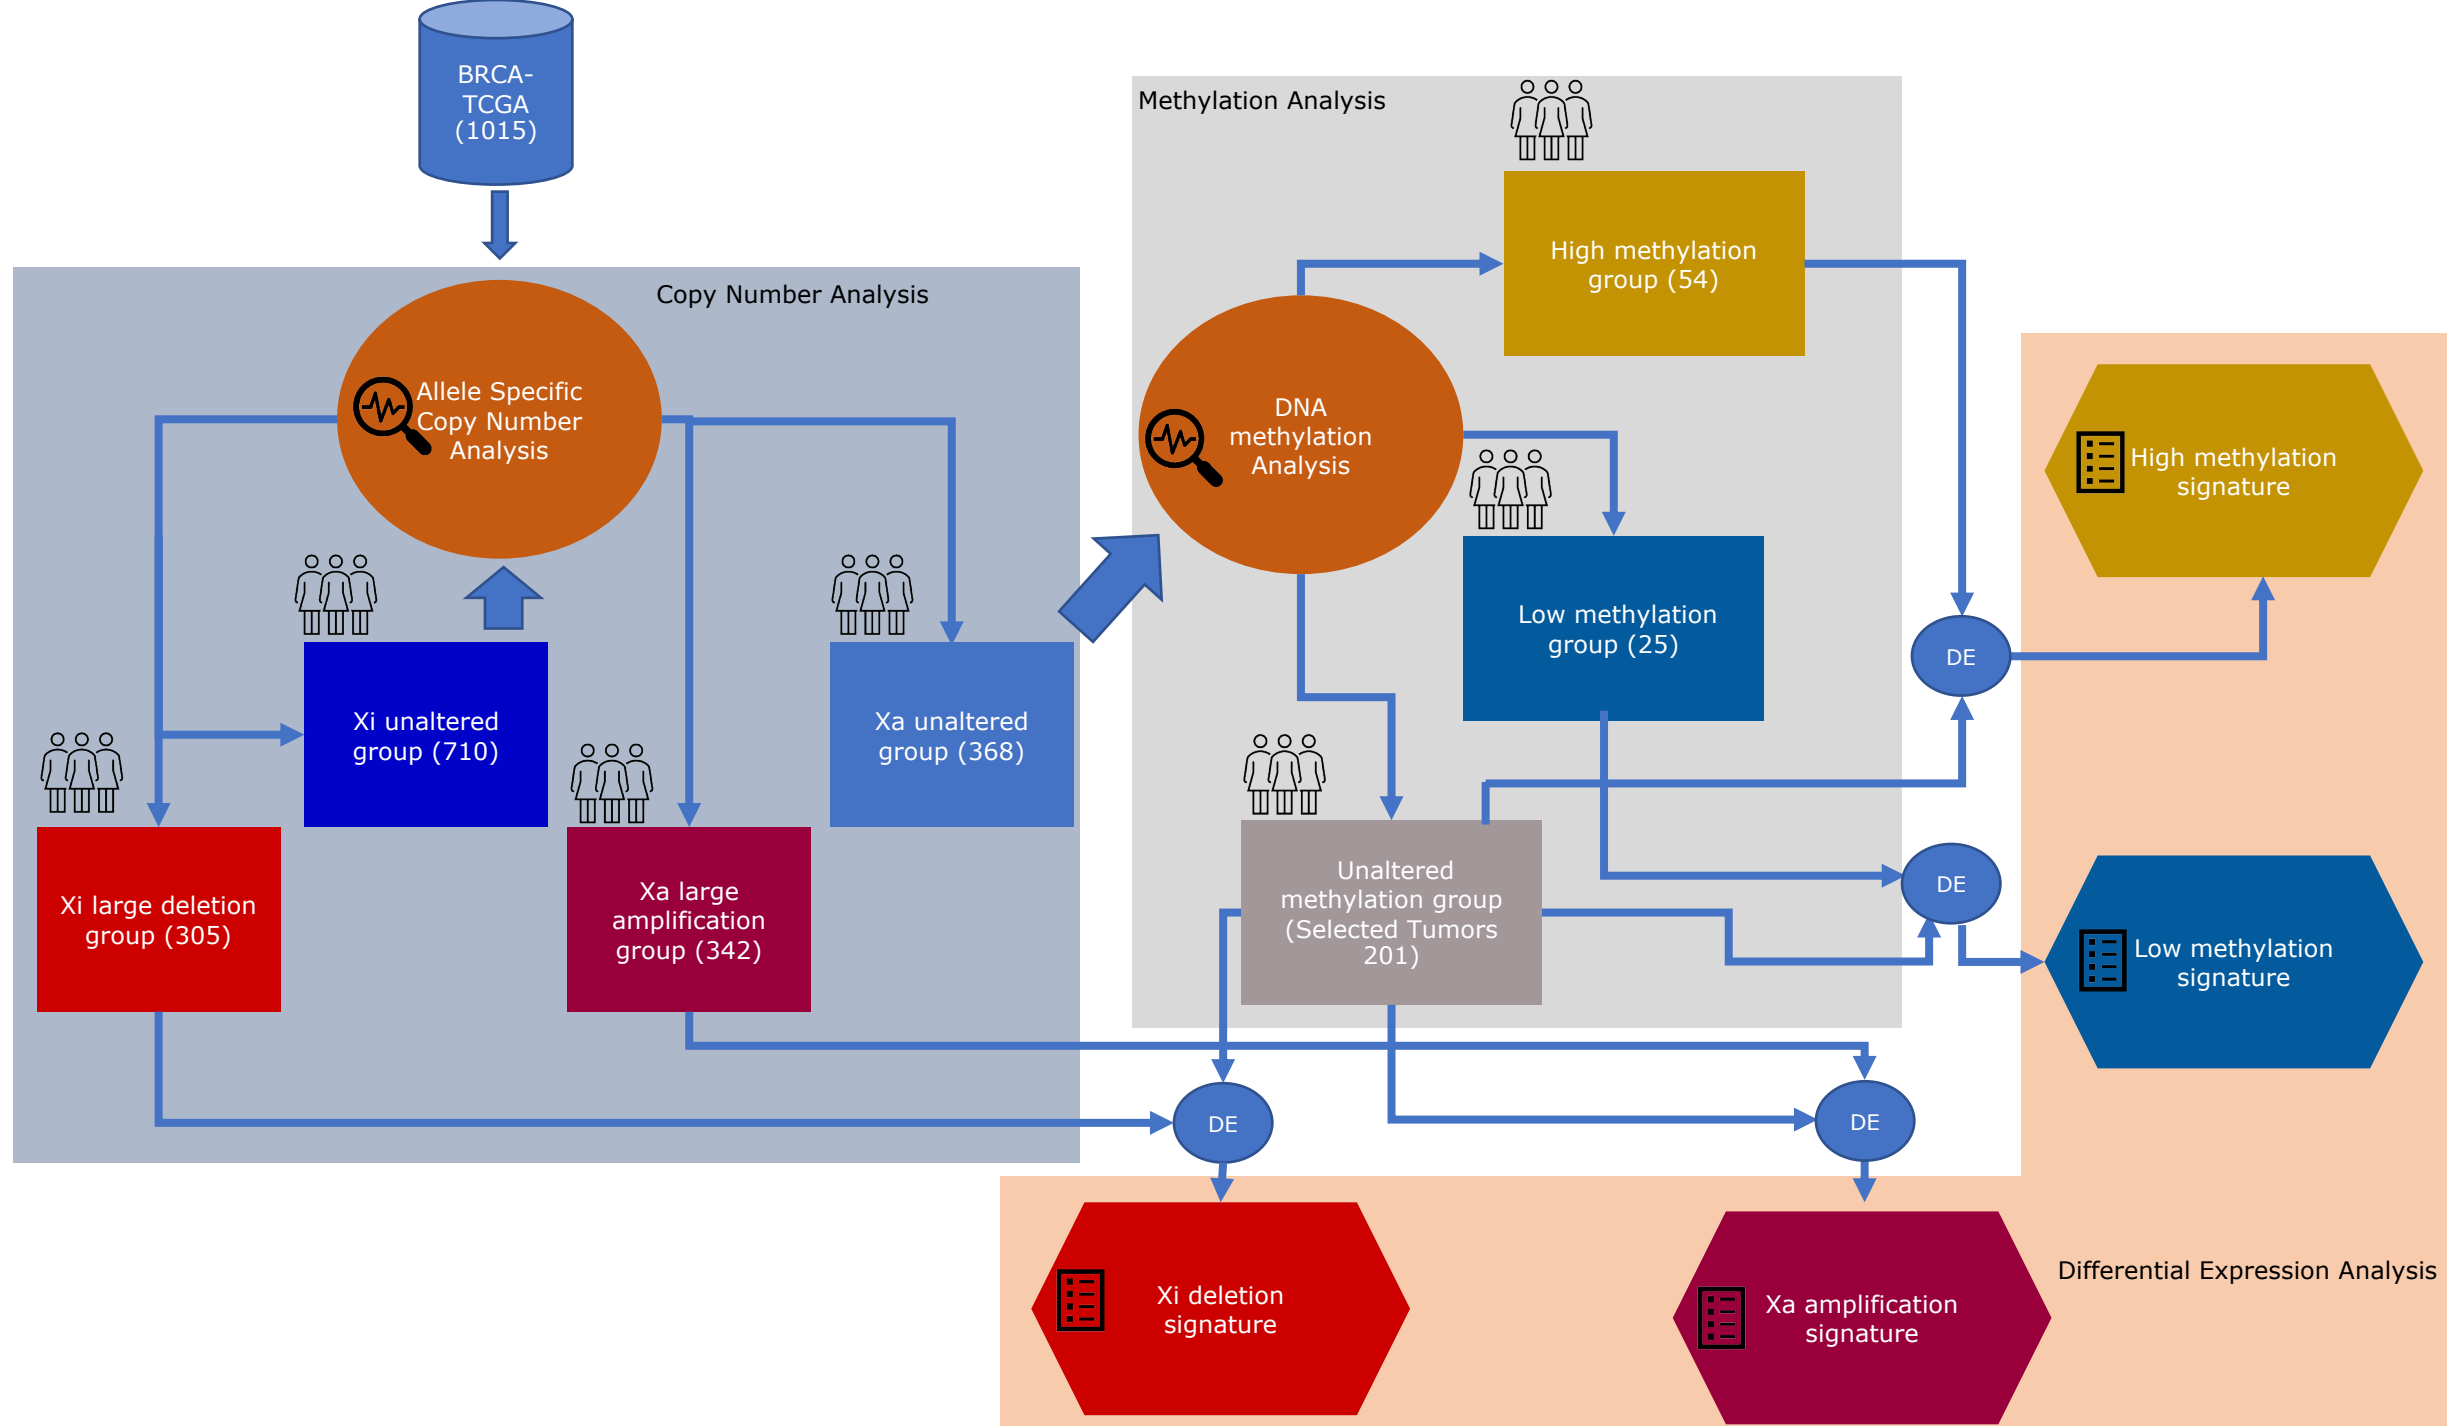 BRCA-
TCGA
(1015)
Methylation Analysis
Copy Number Analysis
High methylation
group (54)
Allele Specific
Copy Number
Analysis
DNA
methylation
Analysis
High methylation
signature
Low methylation
group (25)
DE
Xi unaltered
group (710)
Xa unaltered
group (368)
Xi large deletion
group (305)
Xa large
amplification
group (342)
Unaltered
methylation group
(Selected Tumors
201)
DE
Low methylation
signature
DE
DE
Xi deletion
signature
Xa amplification
signature
Differential Expression Analysis